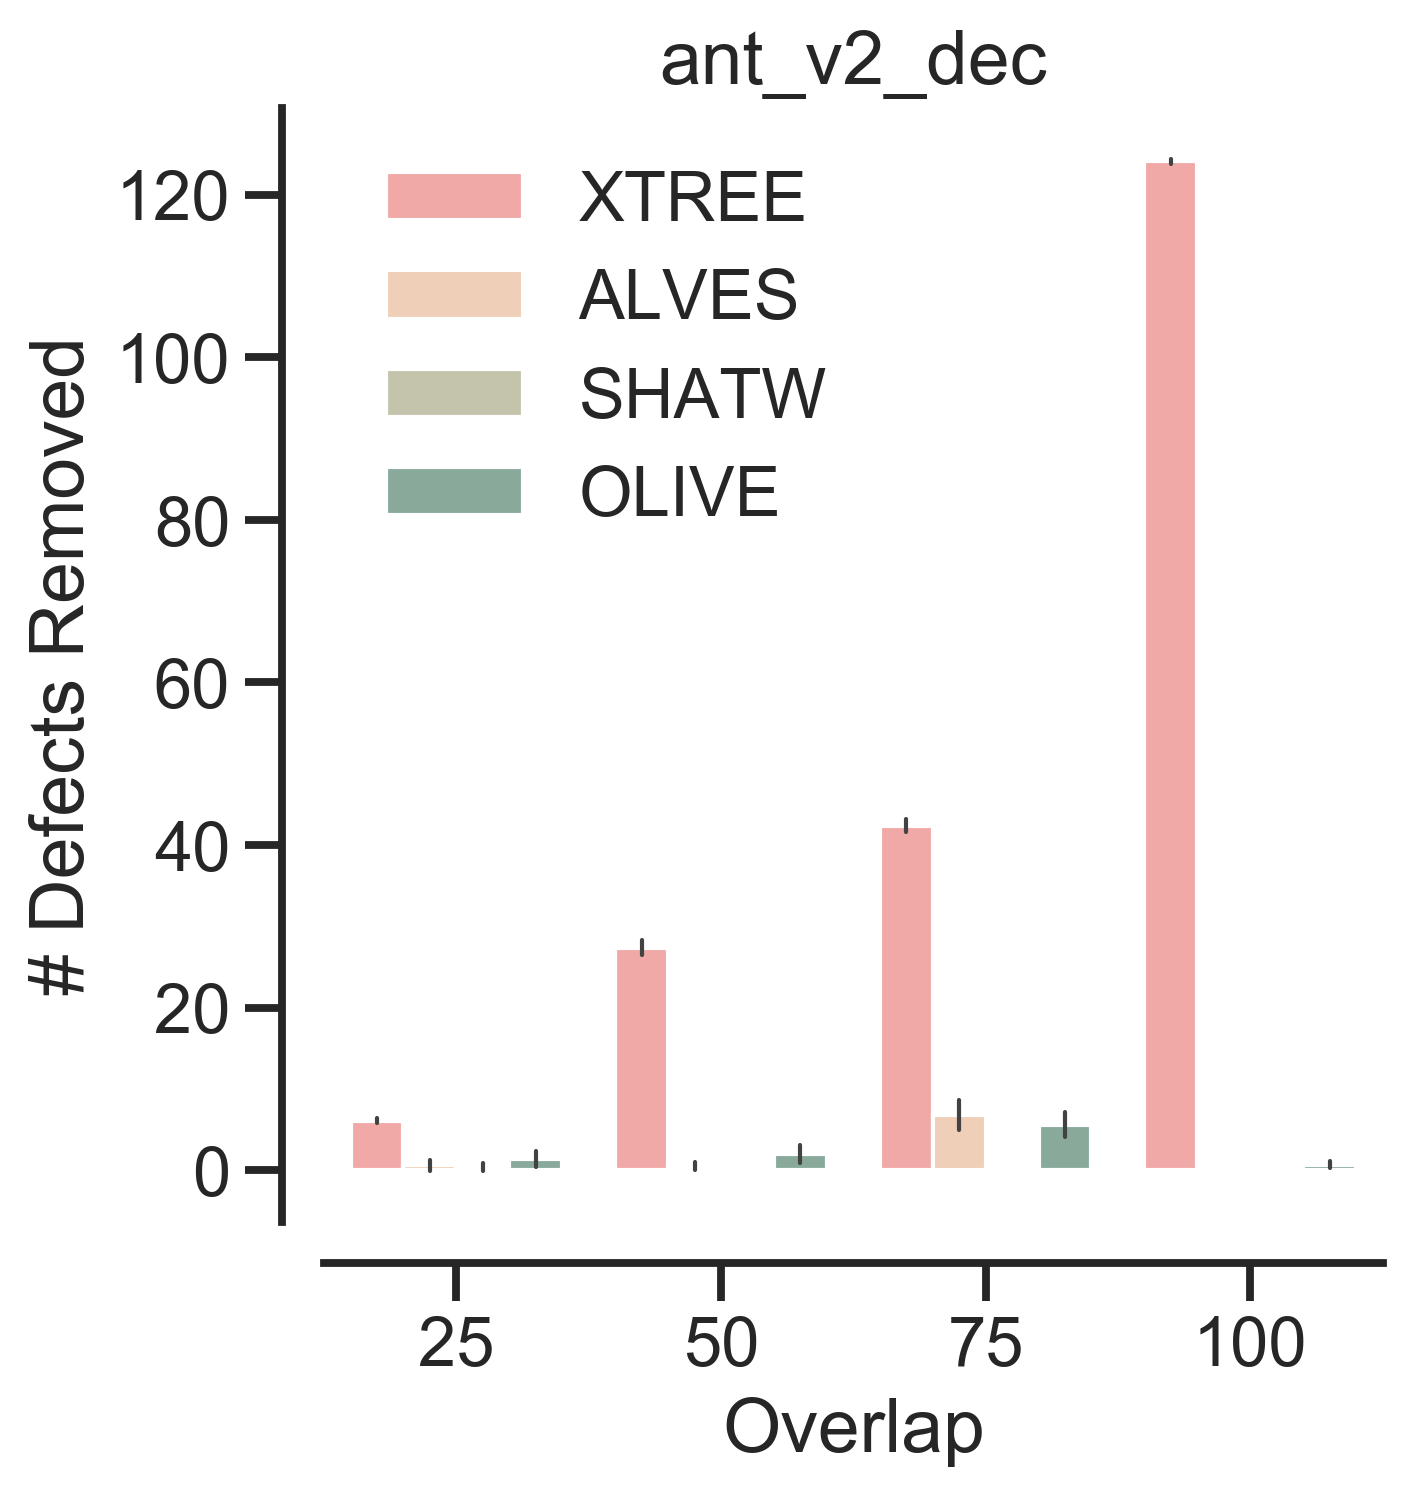 ant_v2_dec
XTREE
ALVES
SHATW
OLIVE
# Defects Removed
120
100
80
60
40
20
0
25 50 75 100
Overlap